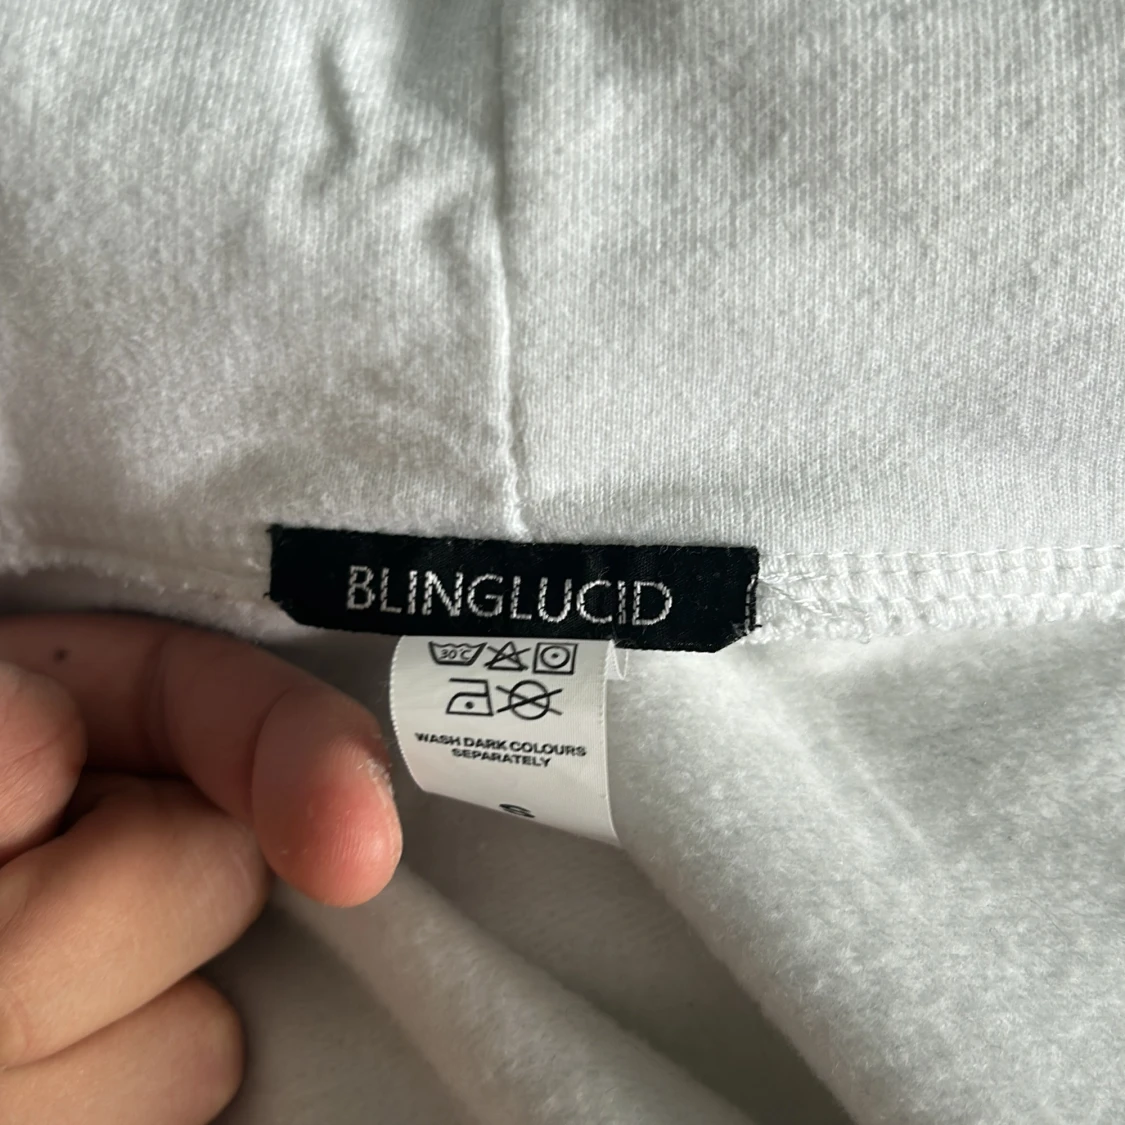 BLINGLUCID
30 C
WASH DARK COLOURS
SEPARATELY
S